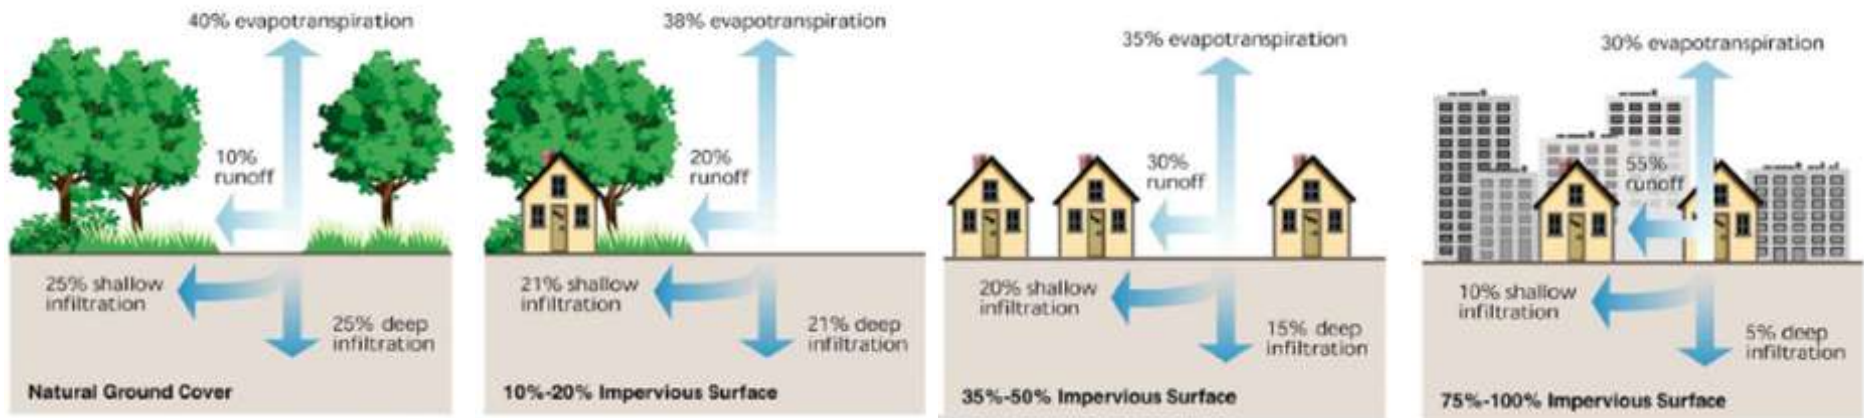 40% evapotranspiration
10%
runoff
25% shallow
infiltration
25% deep
infiltration
Natural Ground Cover
38% evapotranspiration
20%
runoff
21% shallow
infiltration
21% deep
infiltration
10%-20% Impervious Surface
35% evapotranspiration
30%
runoff
20% shallow
infiltration
15% deep
infiltration
35%-50% Impervious Surface
30% evapotranspiration
55%
runoff
10% shallow
infiltration
5% deep
infiltration
75%-100% Impervious Surface